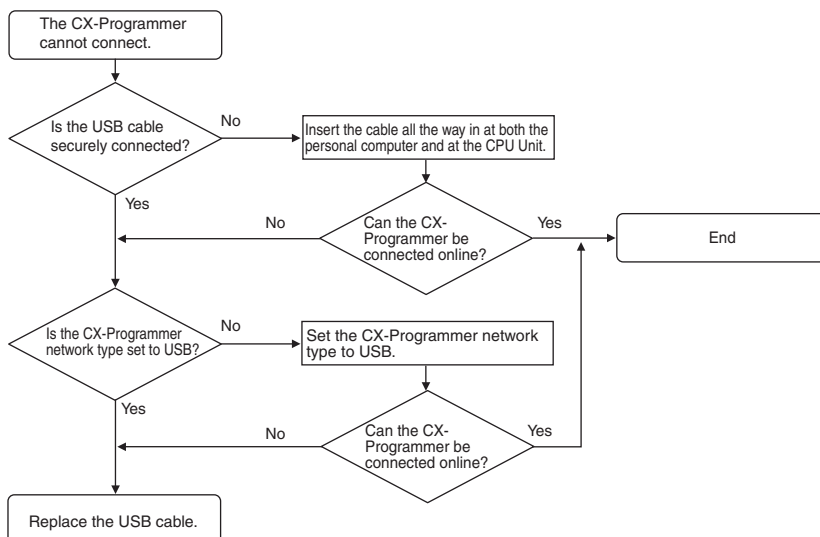 The CX-Programmer
cannot connect.
Is the USB cable
securely connected?
No
Insert the cable all the way in at both the
personal computer and at the CPU Unit.
Yes
No
Can the CX-
Programmer be
connected online?
Yes
End
Is the CX-Programmer
network type set to USB?
No
Set the CX-Programmer network
type to USB.
Yes
No
Can the CX-
Programmer be
connected online?
Yes
Replace the USB cable.